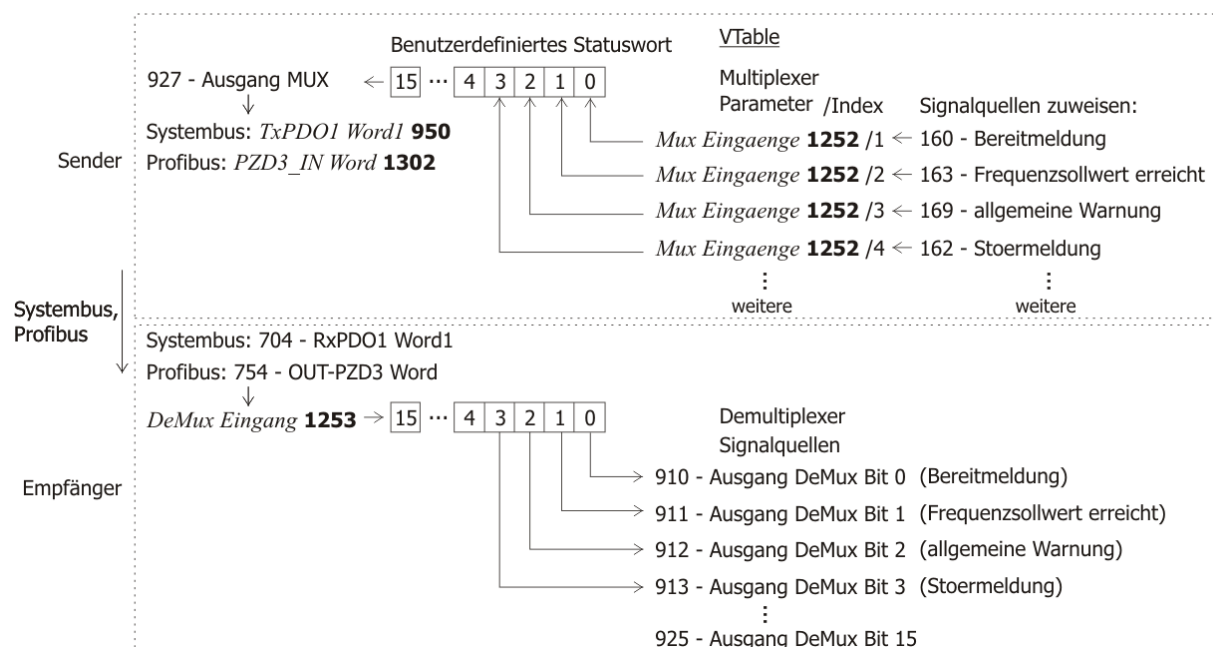 Benutzerdefiniertes Statuswort
VTable
927 - Ausgang MUX ← 15 ... 4 3 2 1 0
Multiplexer
Parameter /Index Signalquellen zuweisen:
Systembus: TxPDO1 Word1 950
Profibus: PZD3_IN Word 1302
Sender
Mux Eingaenge 1252 /1 ← 160 - Bereitmeldung
Mux Eingaenge 1252 /2 ← 163 - Frequenzsollwert erreicht
Mux Eingaenge 1252 /3 ← 169 - allgemeine Warnung
Mux Eingaenge 1252 /4 ← 162 - Stoermeldung
weitere weitere
Systembus,
Profibus
Systembus: 704 - RxPDO1 Word1
Profibus: 754 - OUT-PZD3 Word
DeMux Eingang 1253 → 15 ... 4 3 2 1 0
Demultiplexer
Signalquellen
Empfänger
910 - Ausgang DeMux Bit 0 (Bereitmeldung)
911 - Ausgang DeMux Bit 1 (Frequenzsollwert erreicht)
912 - Ausgang DeMux Bit 2 (allgemeine Warnung)
913 - Ausgang DeMux Bit 3 (Stoermeldung)
925 - Ausgang DeMux Bit 15